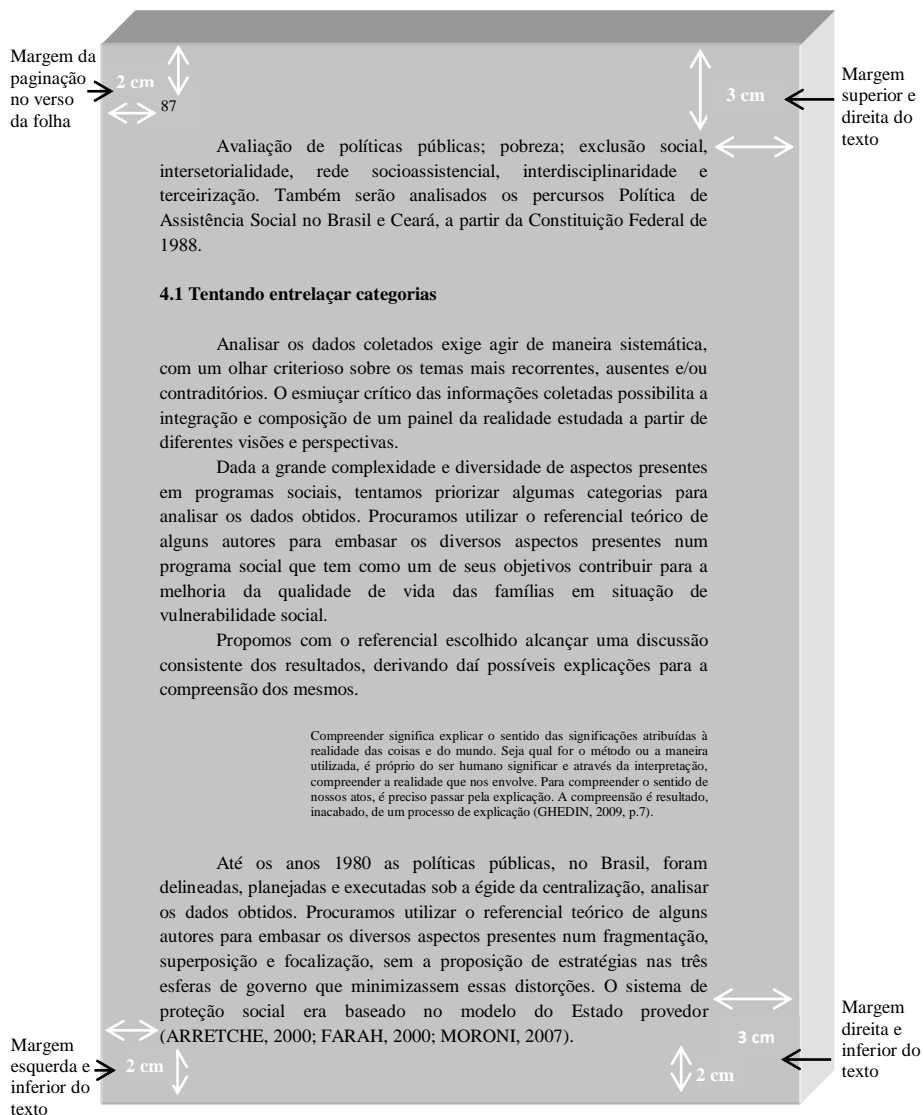 Margem da
paginação
no verso
da folha
2 cm
87
3 cm
Margem
superior e
direita do
texto
Avaliação de políticas públicas; pobreza; exclusão social,
intersetorialidade, rede socioassistencial, interdisciplinaridade e
terceirização. Também serão analisados os percursos Política de
Assistência Social no Brasil e Ceará, a partir da Constituição Federal de
1988.
4.1 Tentando entrelaçar categorias
Analisar os dados coletados exige agir de maneira sistemática,
com um olhar criterioso sobre os temas mais recorrentes, ausentes e/ou
contraditórios. O esmiuçar crítico das informações coletadas possibilita a
integração e composição de um painel da realidade estudada a partir de
diferentes visões e perspectivas.
Dada a grande complexidade e diversidade de aspectos presentes
em programas sociais, tentamos priorizar algumas categorias para
analisar os dados obtidos. Procuramos utilizar o referencial teórico de
alguns autores para embasar os diversos aspectos presentes num
programa social que tem como um de seus objetivos contribuir para a
melhoria da qualidade de vida das famílias em situação de
vulnerabilidade social.
Propomos com o referencial escolhido alcançar uma discussão
consistente dos resultados, derivando daí possíveis explicações para a
compreensão dos mesmos.
Compreender significa explicar o sentido das significações atribuídas à
realidade das coisas e do mundo. Seja qual for o método ou a maneira
utilizada, é próprio do ser humano significar e através da interpretação,
compreender a realidade que nos envolve. Para compreender o sentido de
nossos atos, é preciso passar pela explicação. A compreensão é resultado,
inacabado, de um processo de explicação (GHEDIN, 2009, p.7).
Até os anos 1980 as políticas públicas, no Brasil, foram
delineadas, planejadas e executadas sob a égide da centralização, analisar
os dados obtidos. Procuramos utilizar o referencial teórico de alguns
autores para embasar os diversos aspectos presentes num fragmentação,
superposição e focalização, sem a proposição de estratégias nas três
esferas de governo que minimizassem essas distorções. O sistema de
proteção social era baseado no modelo do Estado provedor
(ARRETCHE, 2000; FARAH, 2000; MORONI, 2007).
Margem
esquerda e
inferior do
texto
2 cm
3 cm
2 cm
Margem
direita e
inferior do
texto